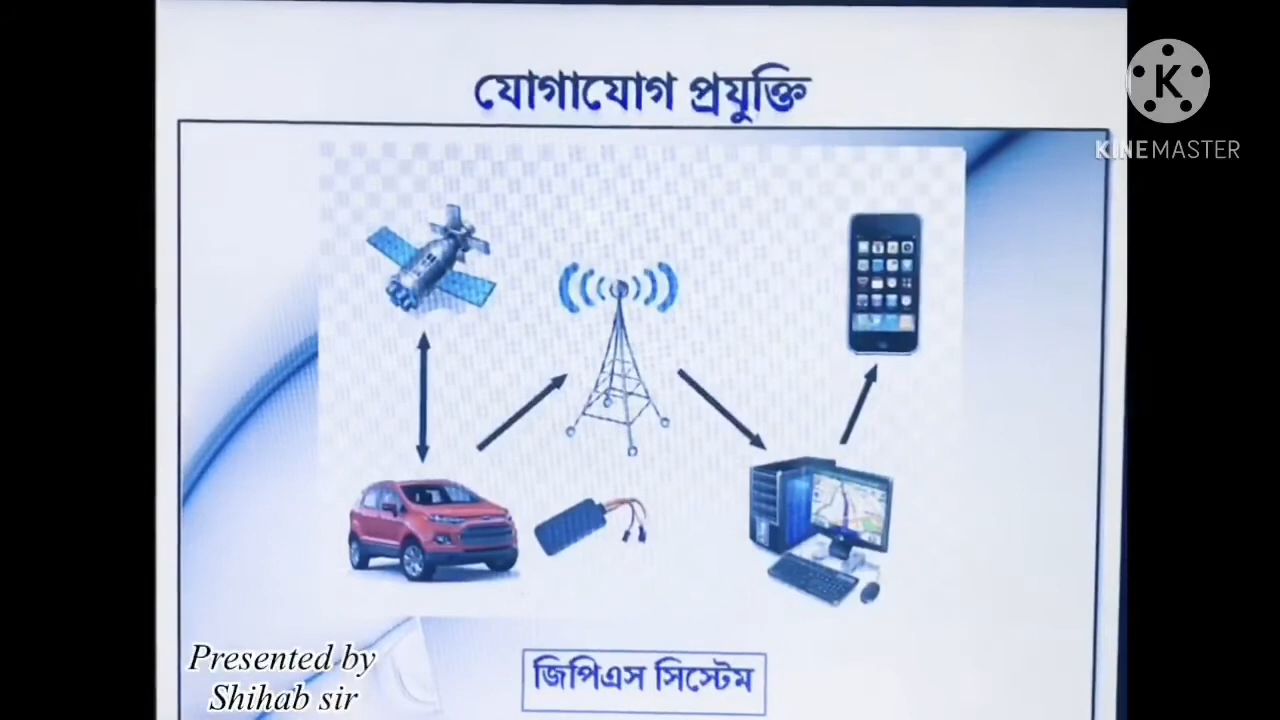 যোগাযোগ প্রযুক্তি
K
KINEMASTER
Presented by
Shihab sir
জিপিএস সিস্টেম